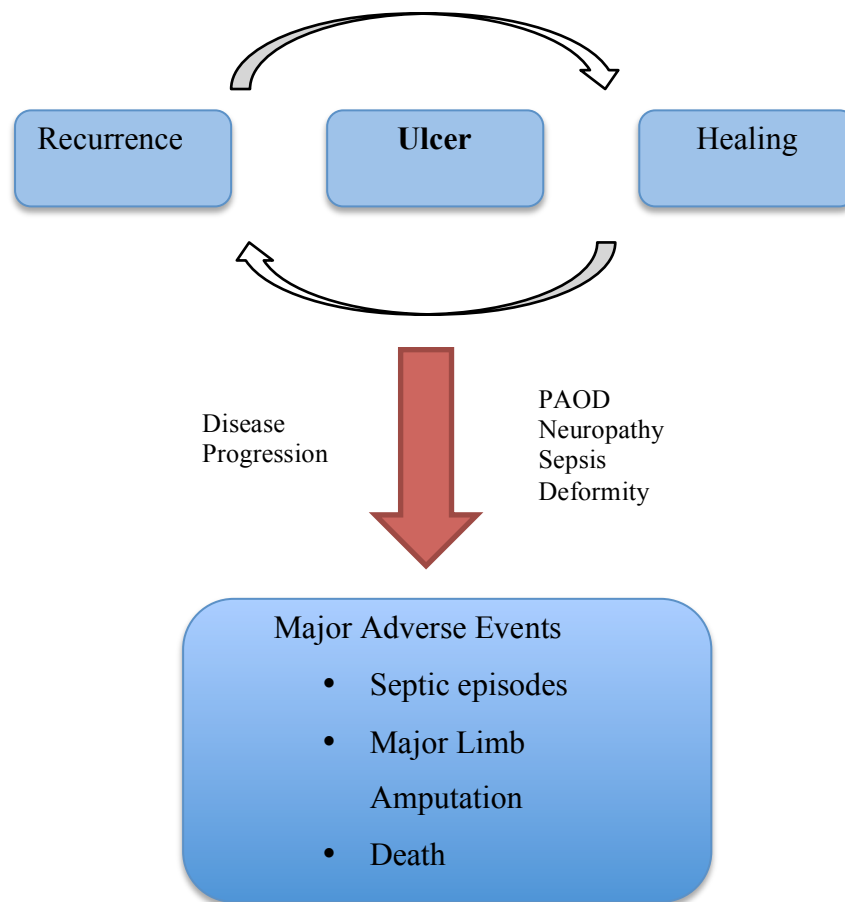 Recurrence
Ulcer
Healing
Disease
Progression
PAOD
Neuropathy
Sepsis
Deformity
Major Adverse Events
• Septic episodes
• Major Limb
Amputation
• Death